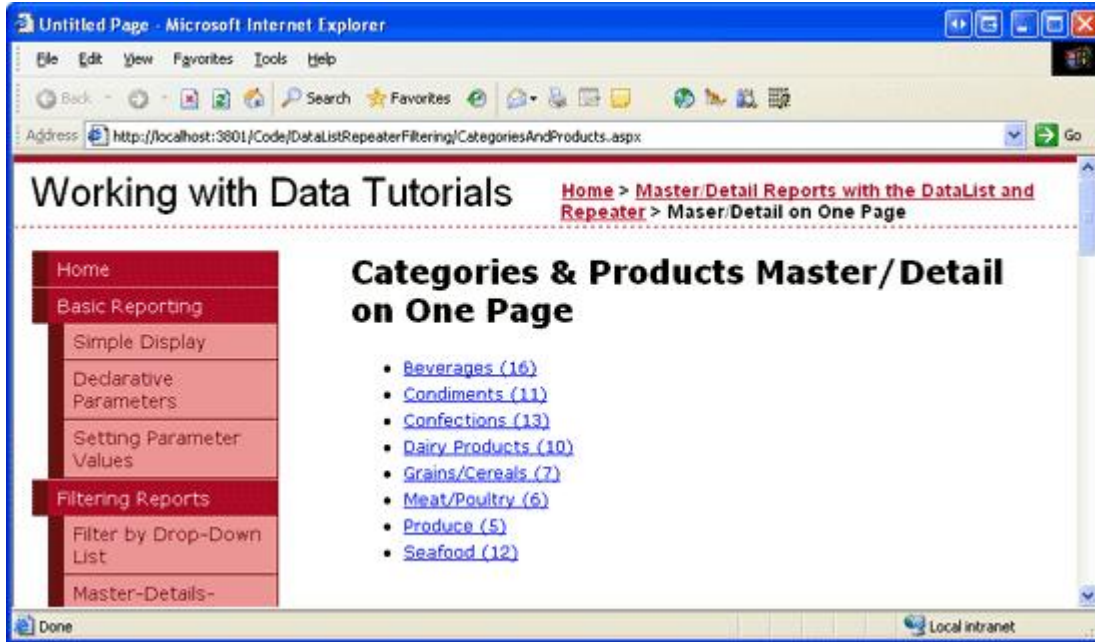 Untitled Page - Microsoft Internet Explorer
File Edit View Favorites Tools Help
Back Search Favorites
Address http://localhost:3801/Code/DataListRepeaterFiltering/CategoriesAndProducts.aspx Go
Working with Data Tutorials
Home > Master/Detail Reports with the DataList and
Repeater > Maser/Detail on One Page
Home
Basic Reporting
Simple Display
Declarative
Parameters
Setting Parameter
Values
Filtering Reports
Filter by Drop-Down
List
Master-Details-
Categories & Products Master/Detail
on One Page
Beverages (16)
Condiments (11)
Confections (13)
Dairy Products (10)
Grains/Cereals (7)
Meat/Poultry (6)
Produce (5)
Seafood (12)
Done Local intranet